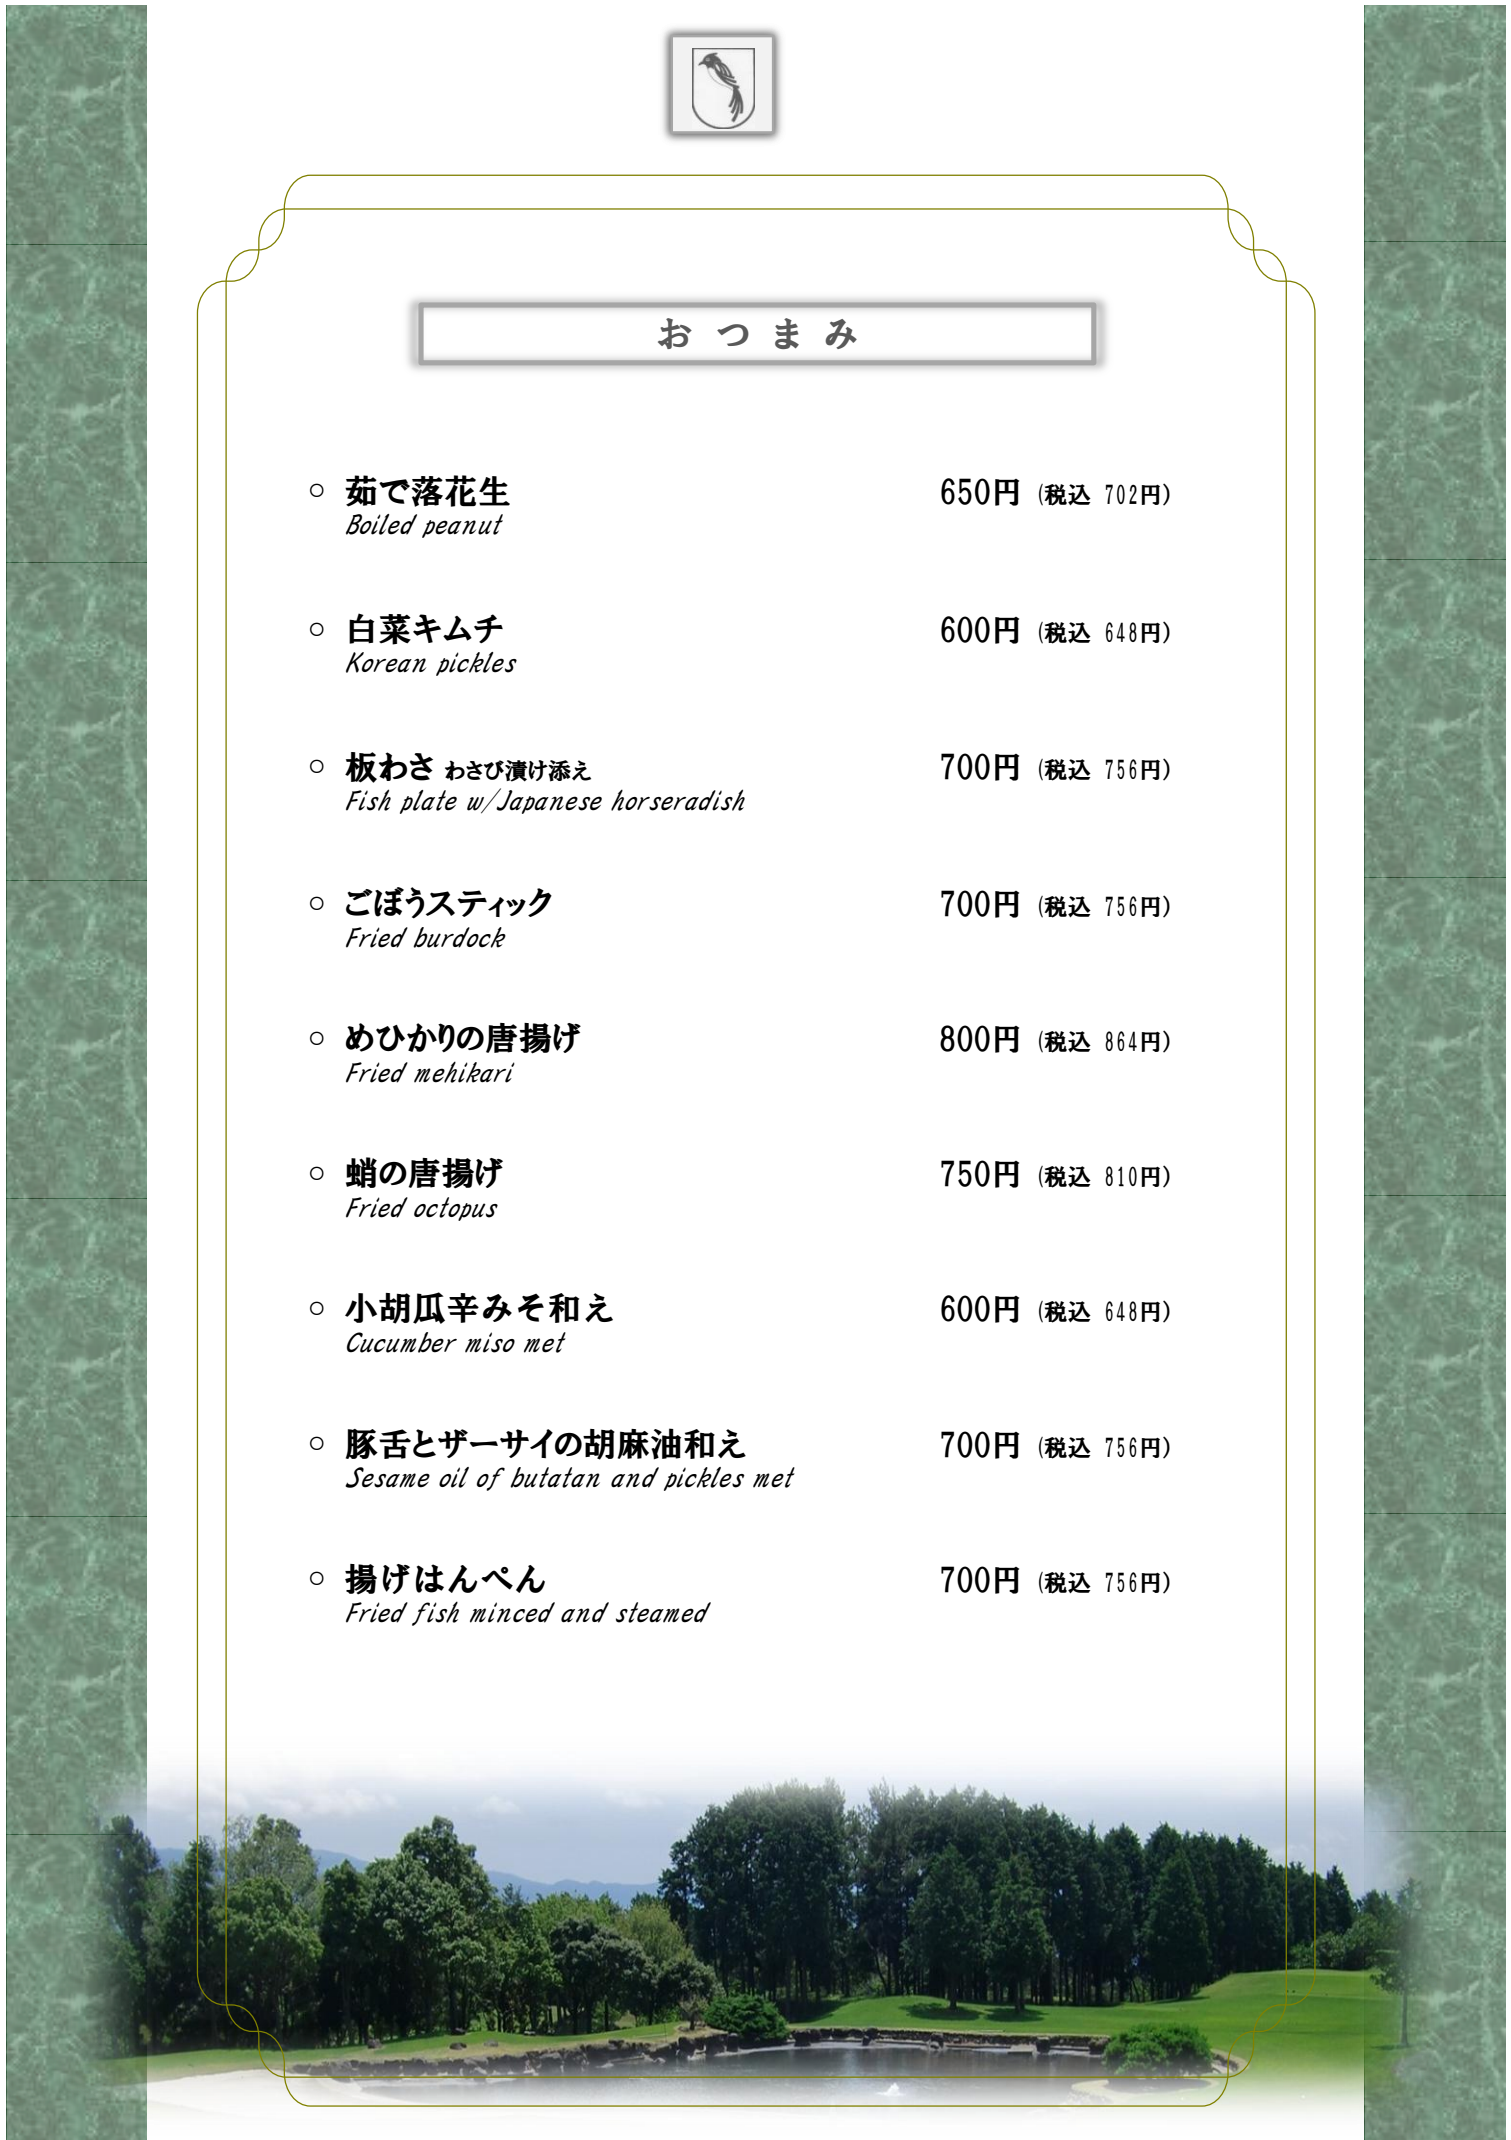 おつまみ
○ 茹で落花生 650円 (税込 702円)
Boiled peanut
○ 白菜キムチ 600円 (税込 648円)
Korean pickles
○ 板わさ わさび漬け添え 700円 (税込 756円)
Fish plate w/Japanese horseradish
○ ごぼうスティック 700円 (税込 756円)
Fried burdock
○ めひかりの唐揚げ 800円 (税込 864円)
Fried mehikari
○ 蛸の唐揚げ 750円 (税込 810円)
Fried octopus
○ 小胡瓜辛みそ和え 600円 (税込 648円)
Cucumber miso met
○ 豚舌とザーサイの胡麻油和え 700円 (税込 756円)
Sesame oil of butatan and pickles met
○ 揚げはんぺん 700円 (税込 756円)
Fried fish minced and steamed